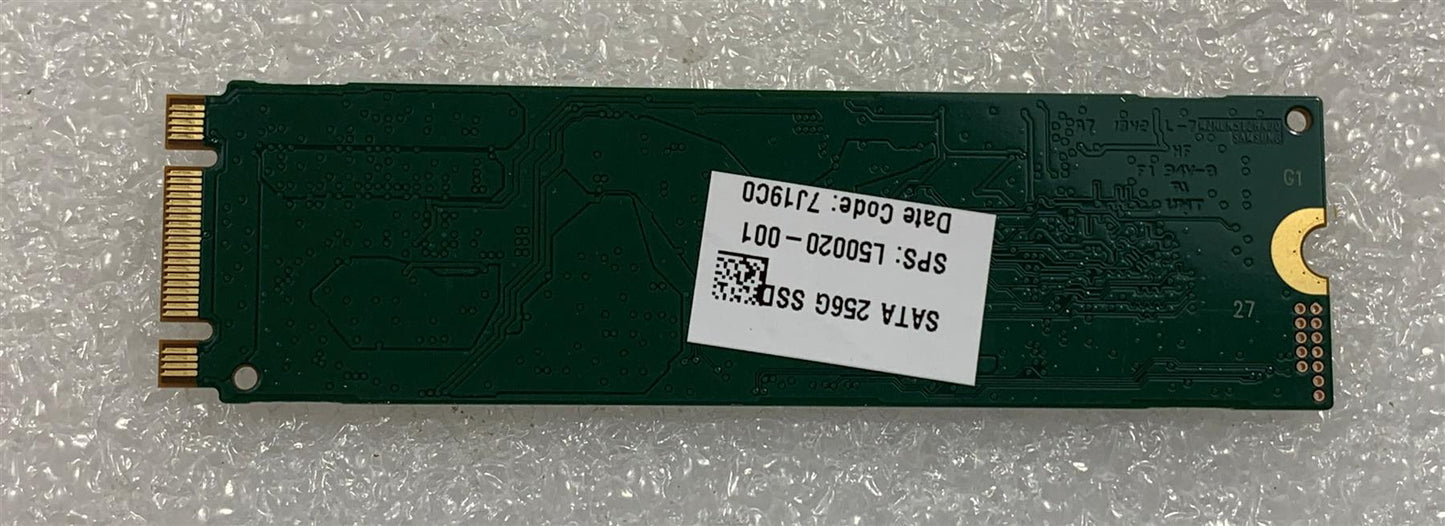 SATA 256G SSD
SPS: L50020-001
Date Code: 7J19C0
G1
27
SAMSUNG